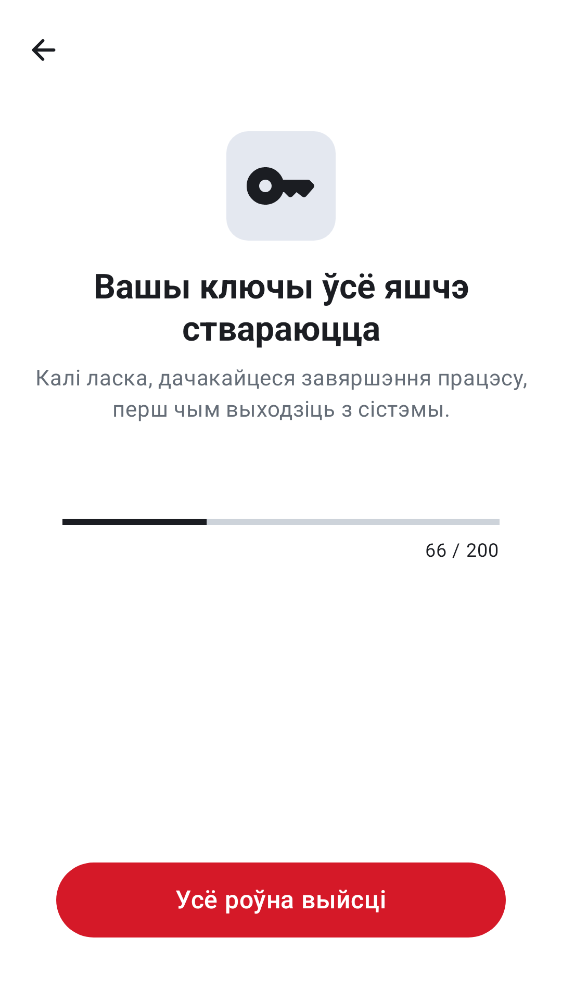 Вашы ключы ўсё яшчэ
ствараюцца
Калі ласка, дачакайцеся завяршэння працэсу,
перш чым выходзіць з сістэмы.
66 / 200
Усё роўна выйсці